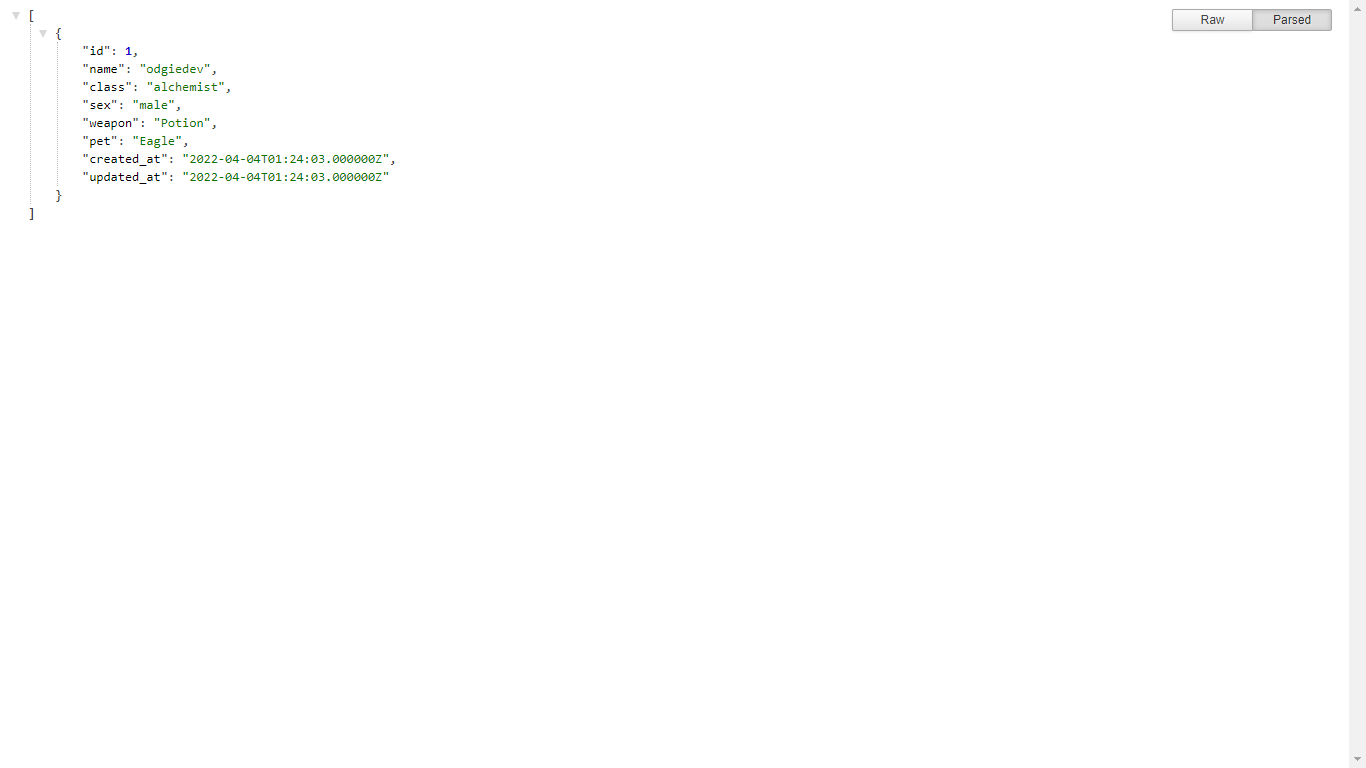 [
{
"id": 1,
"name": "odgiedev",
"class": "alchemist",
"sex": "male",
"weapon": "Potion",
"pet": "Eagle",
"created_at": "2022-04-04T01:24:03.000000Z",
"updated_at": "2022-04-04T01:24:03.000000Z"
}
]
Raw Parsed